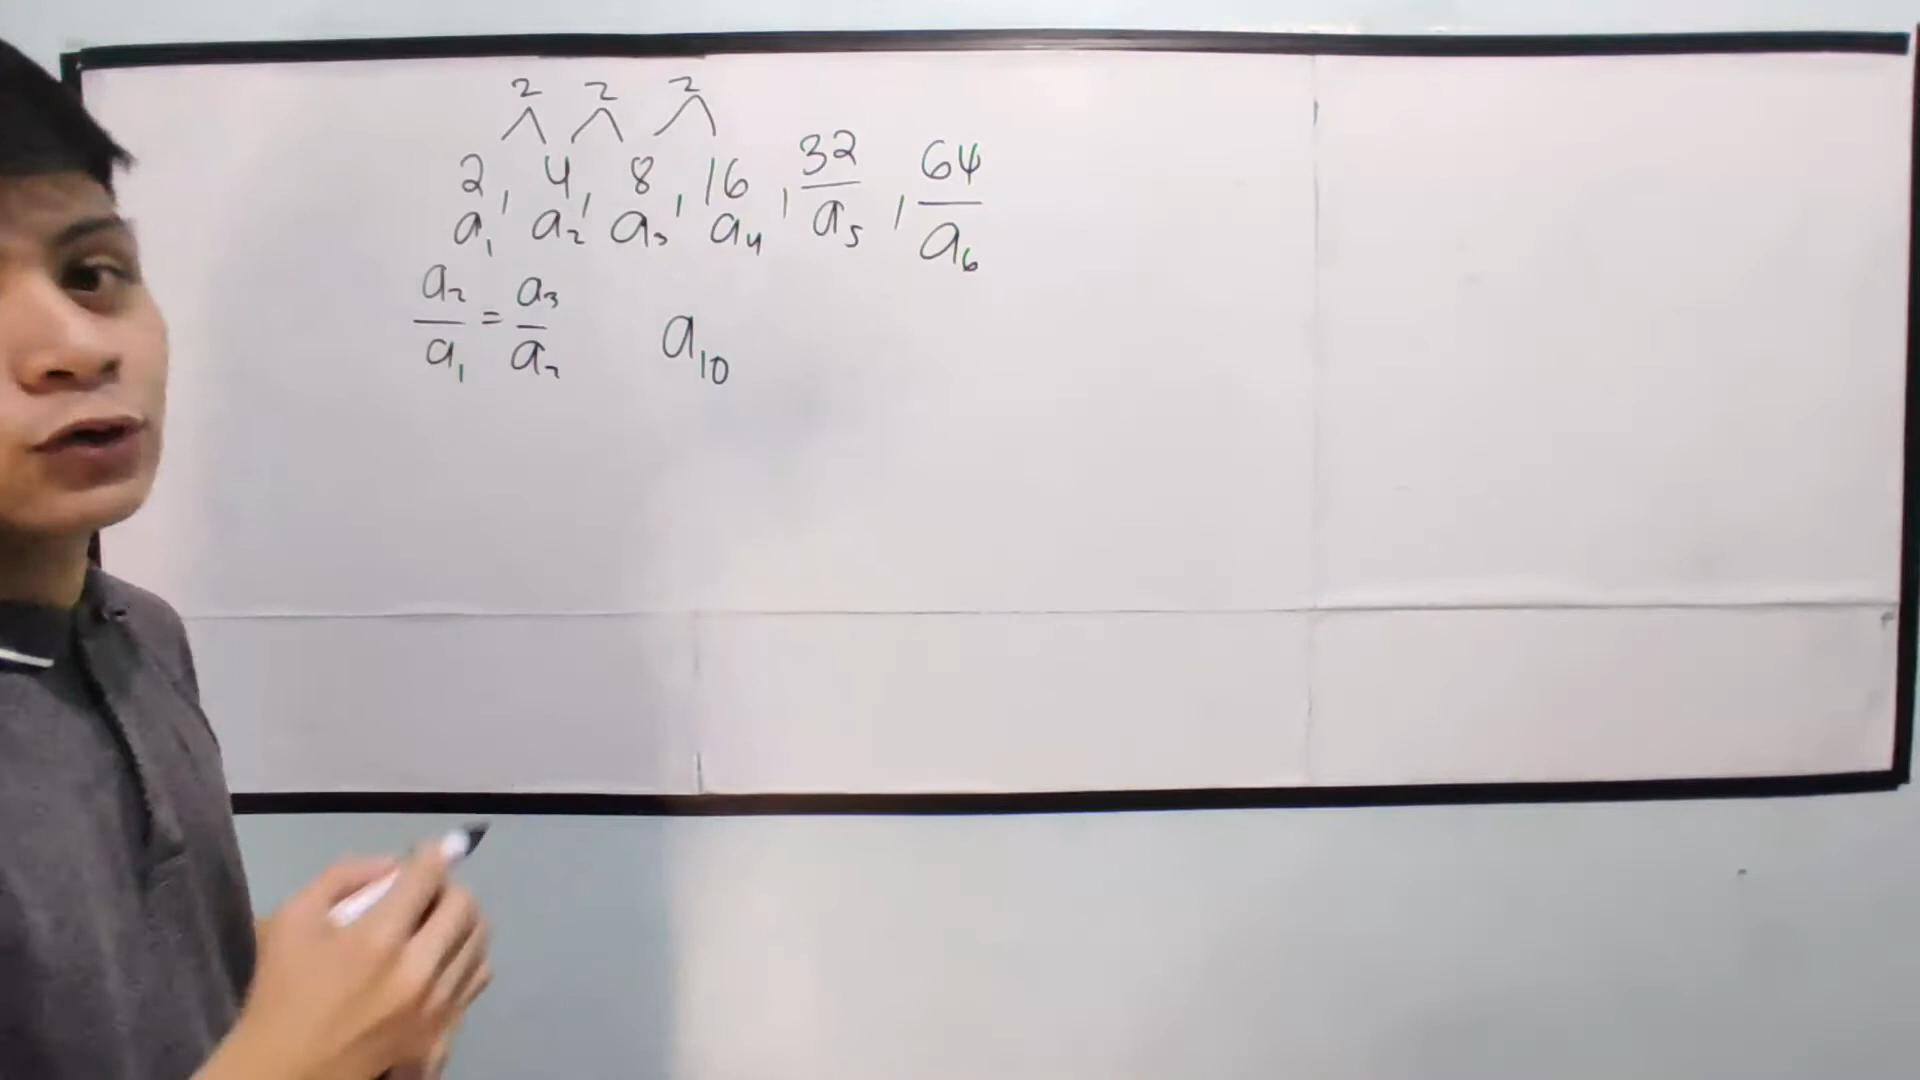 2 2 2
2, 4, 8, 16, 32, 64
a₁ a₂ a₃ a₄ a₅ a₆
a₂/a₁ = a₃/a₂ a₁₀